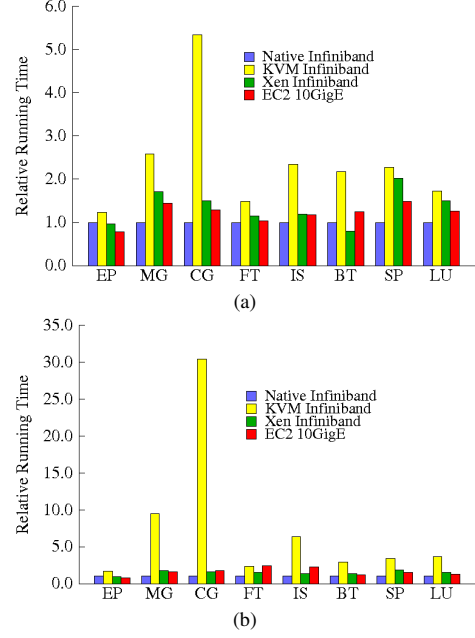 (a)
6.0
5.0
4.0
3.0
2.0
1.0
0.0
Relative Running Time
Native Infiniband
KVM Infiniband
Xen Infiniband
EC2 10GigE
EP MG CG FT IS BT SP LU
(a)
35.0
30.0
25.0
20.0
15.0
10.0
5.0
0.0
Relative Running Time
Native Infiniband
KVM Infiniband
Xen Infiniband
EC2 10GigE
EP MG CG FT IS BT SP LU
(b)